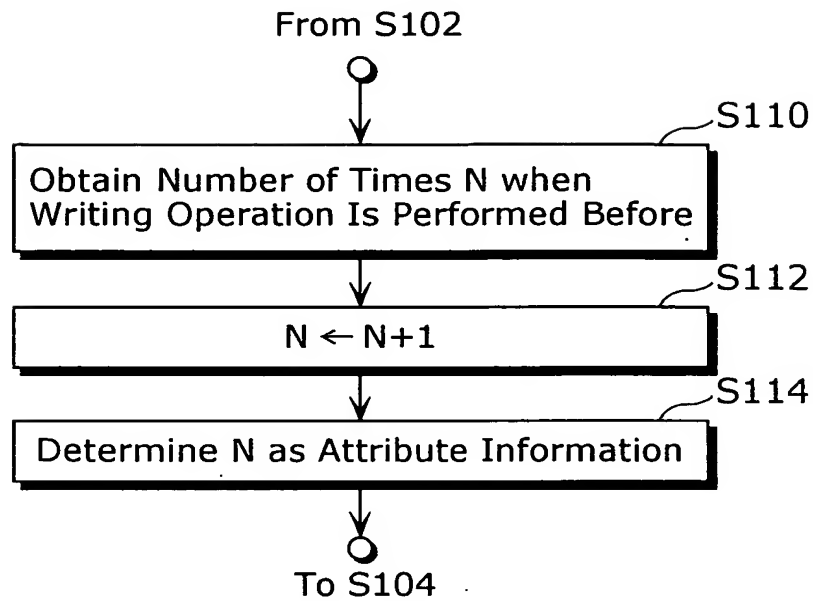 From S102
S110
Obtain Number of Times N when
Writing Operation Is Performed Before
S112
N ← N+1
S114
Determine N as Attribute Information
To S104